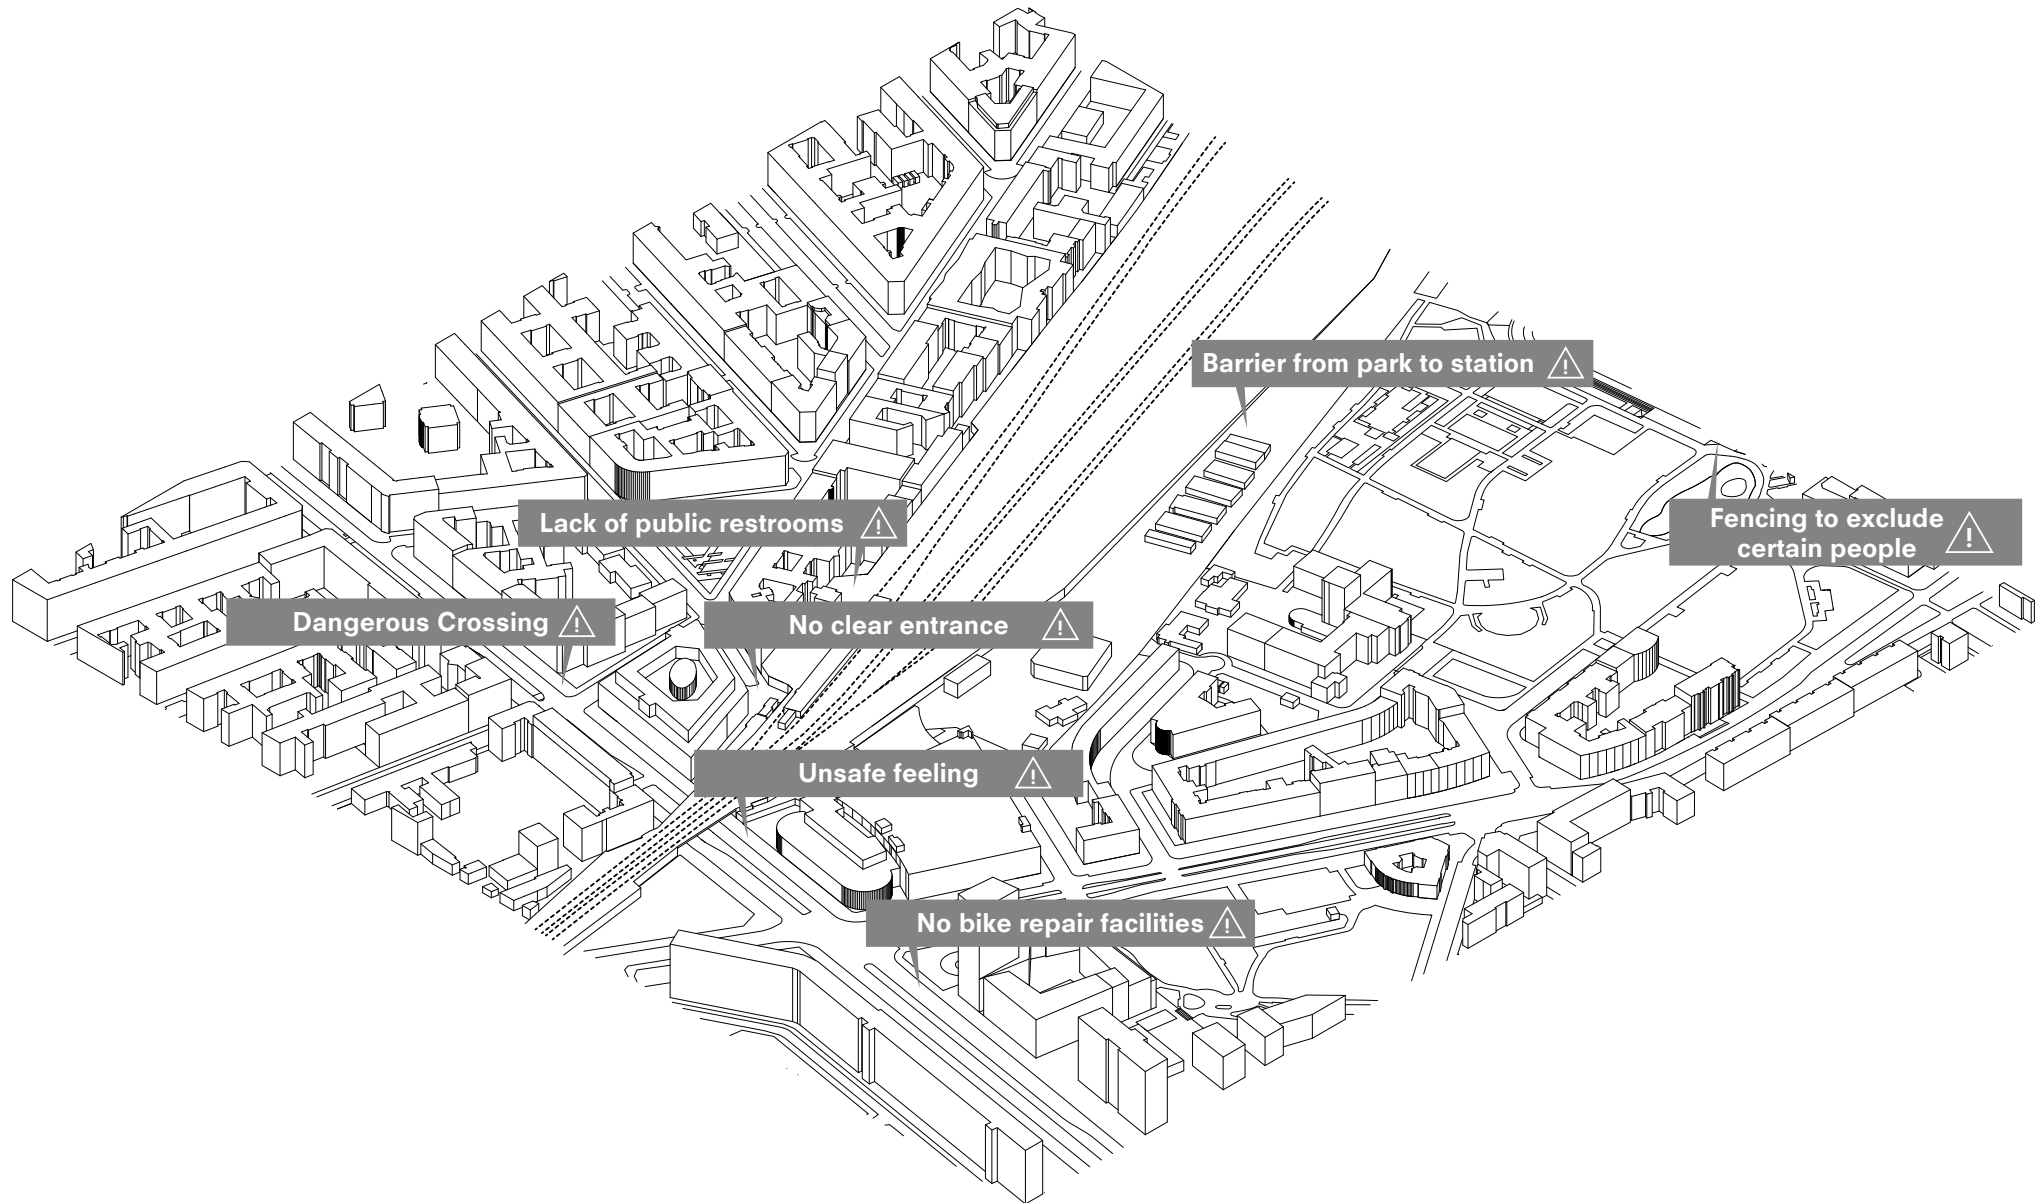 Barrier from park to station
Lack of public restrooms
Fencing to exclude
certain people
Dangerous Crossing
No clear entrance
Unsafe feeling
No bike repair facilities